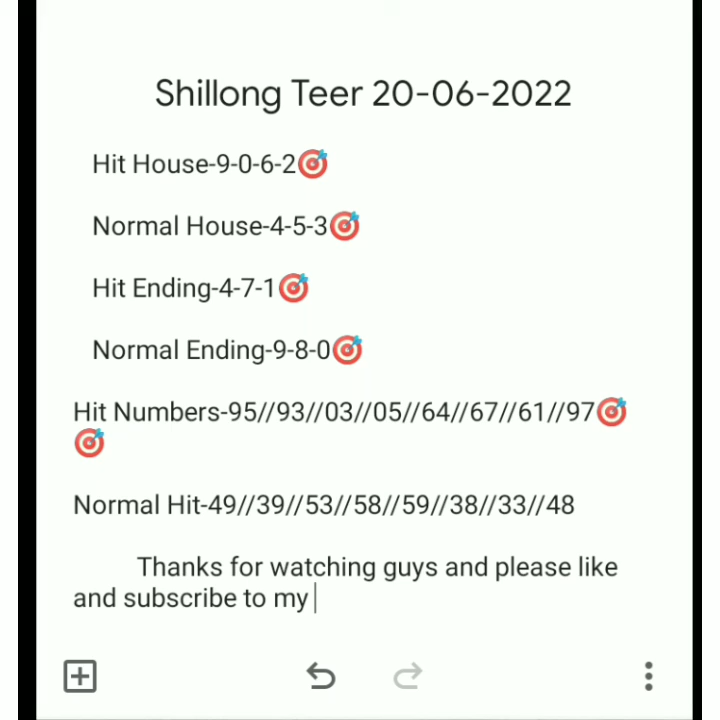 Shillong Teer 20-06-2022
Hit House-9-0-6-2🎯
Normal House-4-5-3🎯
Hit Ending-4-7-1🎯
Normal Ending-9-8-0🎯
Hit Numbers-95//93//03//05//64//67//61//97🎯
🎯
Normal Hit-49//39//53//58//59//38//33//48
Thanks for watching guys and please like
and subscribe to my